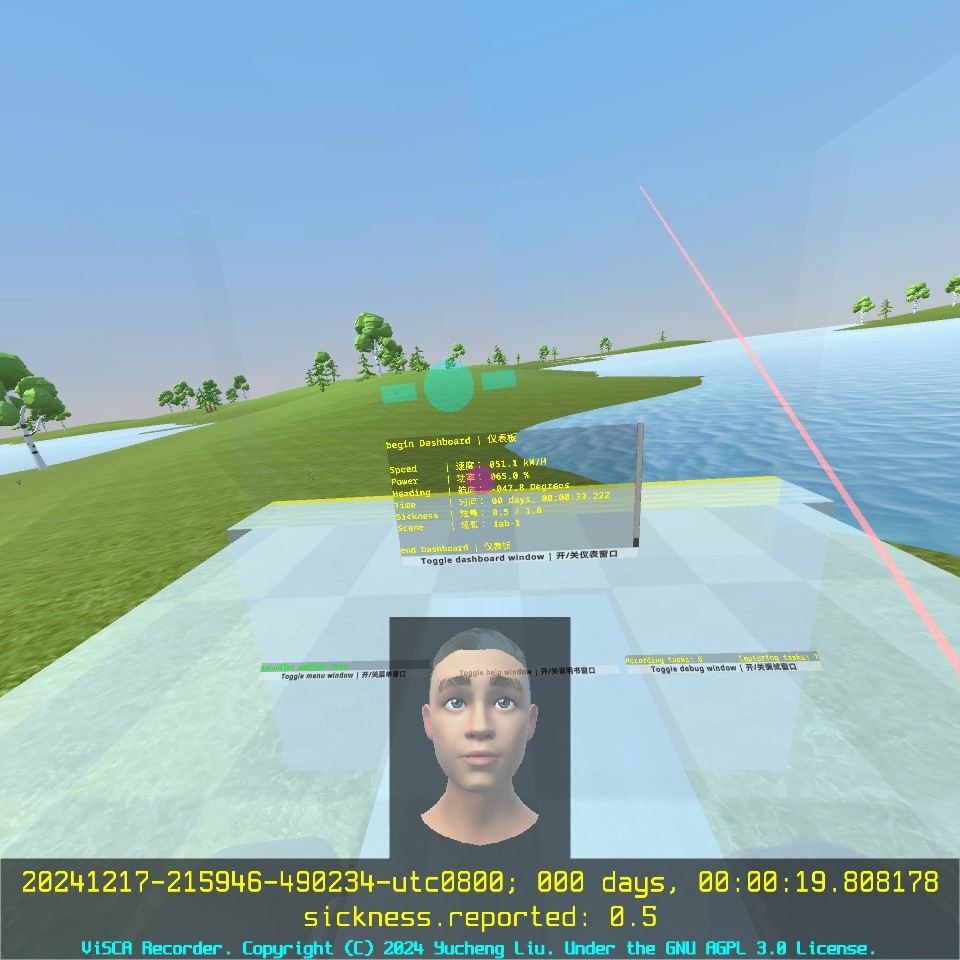 begin Dashboard | 仪表板
Speed | 速度: 051.1 kM/H
Power | 功率: 065.0 %
Heading | 航向: -047.8 Degrees
Time | 时间: 00 days, 00:00:33.222
Sickness | 眩晕: 0.5 / 1.0
Scene | 场景: lab-1
end Dashboard | 仪表板
Toggle dashboard window | 开/关仪表窗口
Toggle menu window | 开/关菜单窗口
Toggle help window | 开/关说明书窗口
Recording tasks: 0 Capturing tasks: 1
Toggle debug window | 开/关调试窗口
20241217-215946-490234-utc0800; 000 days, 00:00:19.808178
sickness.reported: 0.5
ViSCA Recorder. Copyright (C) 2024 Yucheng Liu. Under the GNU AGPL 3.0 License.